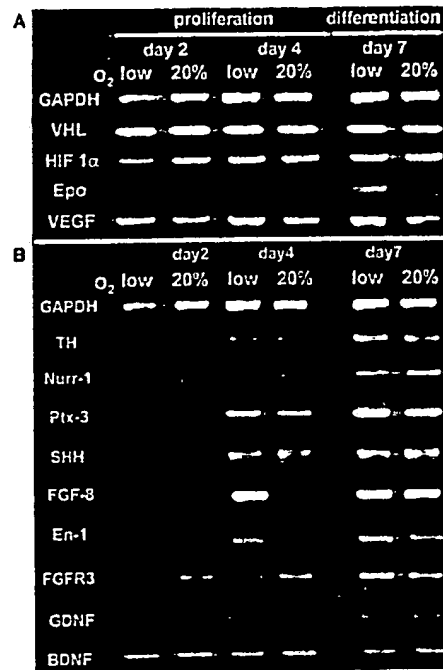 A
proliferation differentiation
day 2 day 4 day 7
O2 low 20% low 20% low 20%
GAPDH
VHL
HIF 1α
Epo
VEGF
B
day2 day4 day7
O2 low 20% low 20% low 20%
GAPDH
TH
Nurr-1
Ptx-3
SHH
FGF-8
En-1
FGFR3
GDNF
BDNF